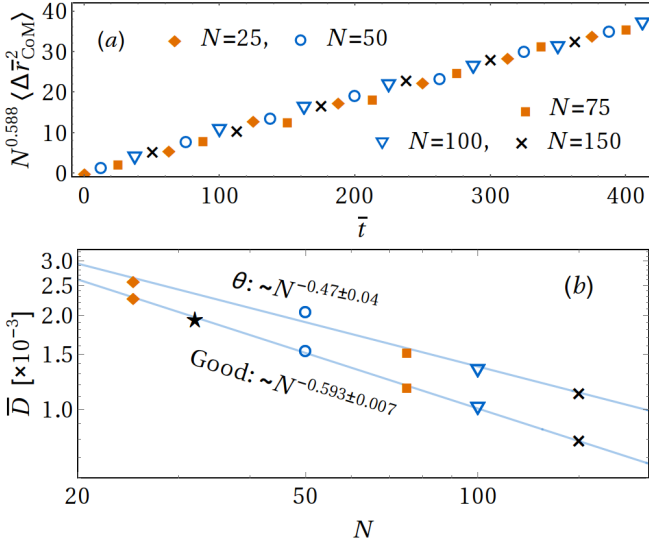 40
30
20
10
0
N^0.588 ⟨Δr̄²_CoM⟩
(a) N=25, N=50
N=75
N=100, N=150
0 100 200 300 400
t̄
3.0
2.5
2.0
1.5
1.0
D̄ [×10⁻³]
(b)
θ: ~N^−0.47±0.04
Good: ~N^−0.593±0.007
20 50 100
N